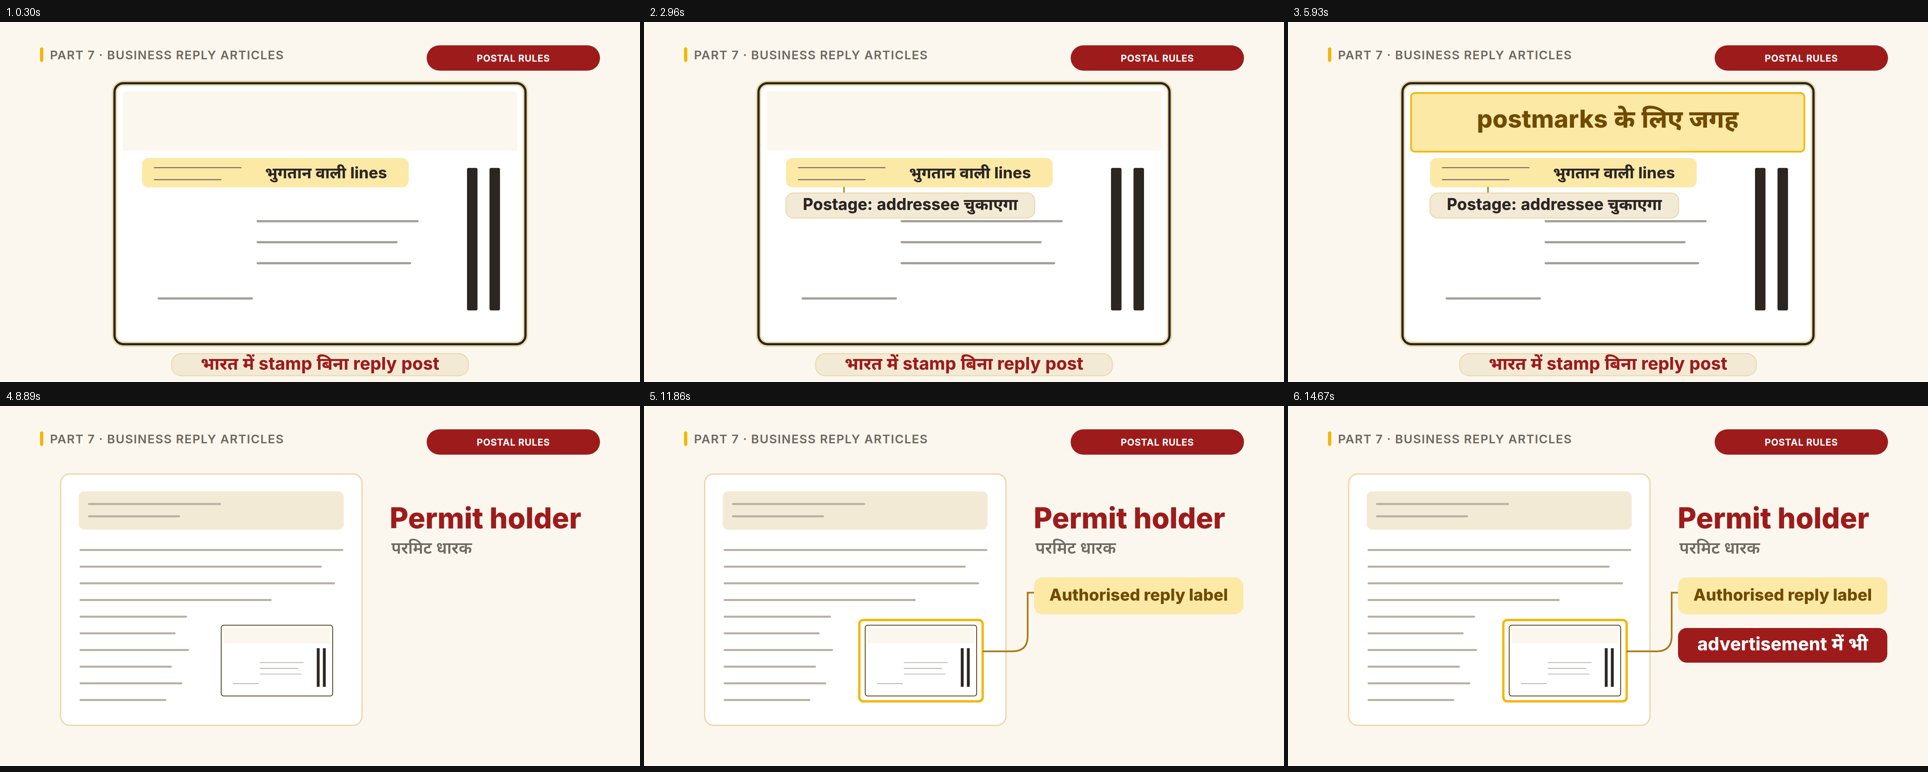 1. 0.30s
PART 7 · BUSINESS REPLY ARTICLES
POSTAL RULES
भुगतान वाली lines
भारत में stamp बिना reply post
2. 2.96s
PART 7 · BUSINESS REPLY ARTICLES
POSTAL RULES
भुगतान वाली lines
Postage: addressee चुकाएगा
भारत में stamp बिना reply post
3. 5.93s
PART 7 · BUSINESS REPLY ARTICLES
POSTAL RULES
postmarks के लिए जगह
भुगतान वाली lines
Postage: addressee चुकाएगा
भारत में stamp बिना reply post
4. 8.89s
PART 7 · BUSINESS REPLY ARTICLES
POSTAL RULES
Permit holder
परमिट धारक
5. 11.86s
PART 7 · BUSINESS REPLY ARTICLES
POSTAL RULES
Permit holder
परमिट धारक
Authorised reply label
6. 14.67s
PART 7 · BUSINESS REPLY ARTICLES
POSTAL RULES
Permit holder
परमिट धारक
Authorised reply label
advertisement में भी